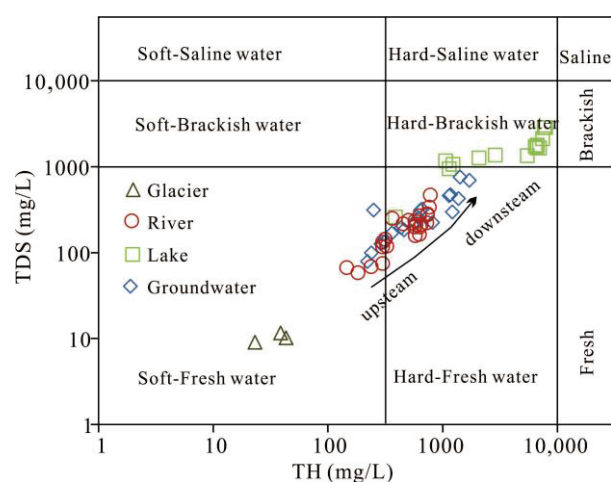 Soft-Saline water
Hard-Saline water
Saline
10,000
Soft-Brackish water
Hard-Brackish water
Brackish
1000
Glacier
River
Lake
Groundwater
TDS (mg/L)
100
upsteam
downsteam
10
Soft-Fresh water
Hard-Fresh water
Fresh
1
1
10
100
1000
10,000
TH (mg/L)